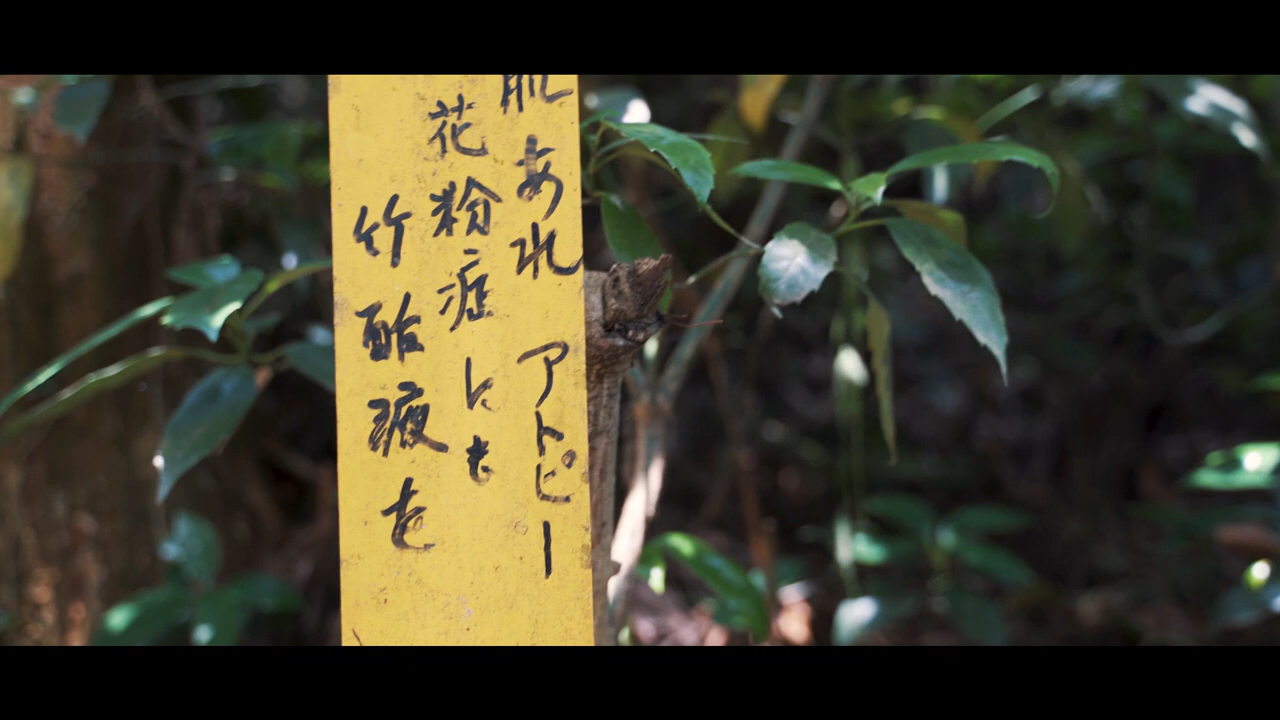 肌あれ アトピー
花粉症にも
竹酢液を